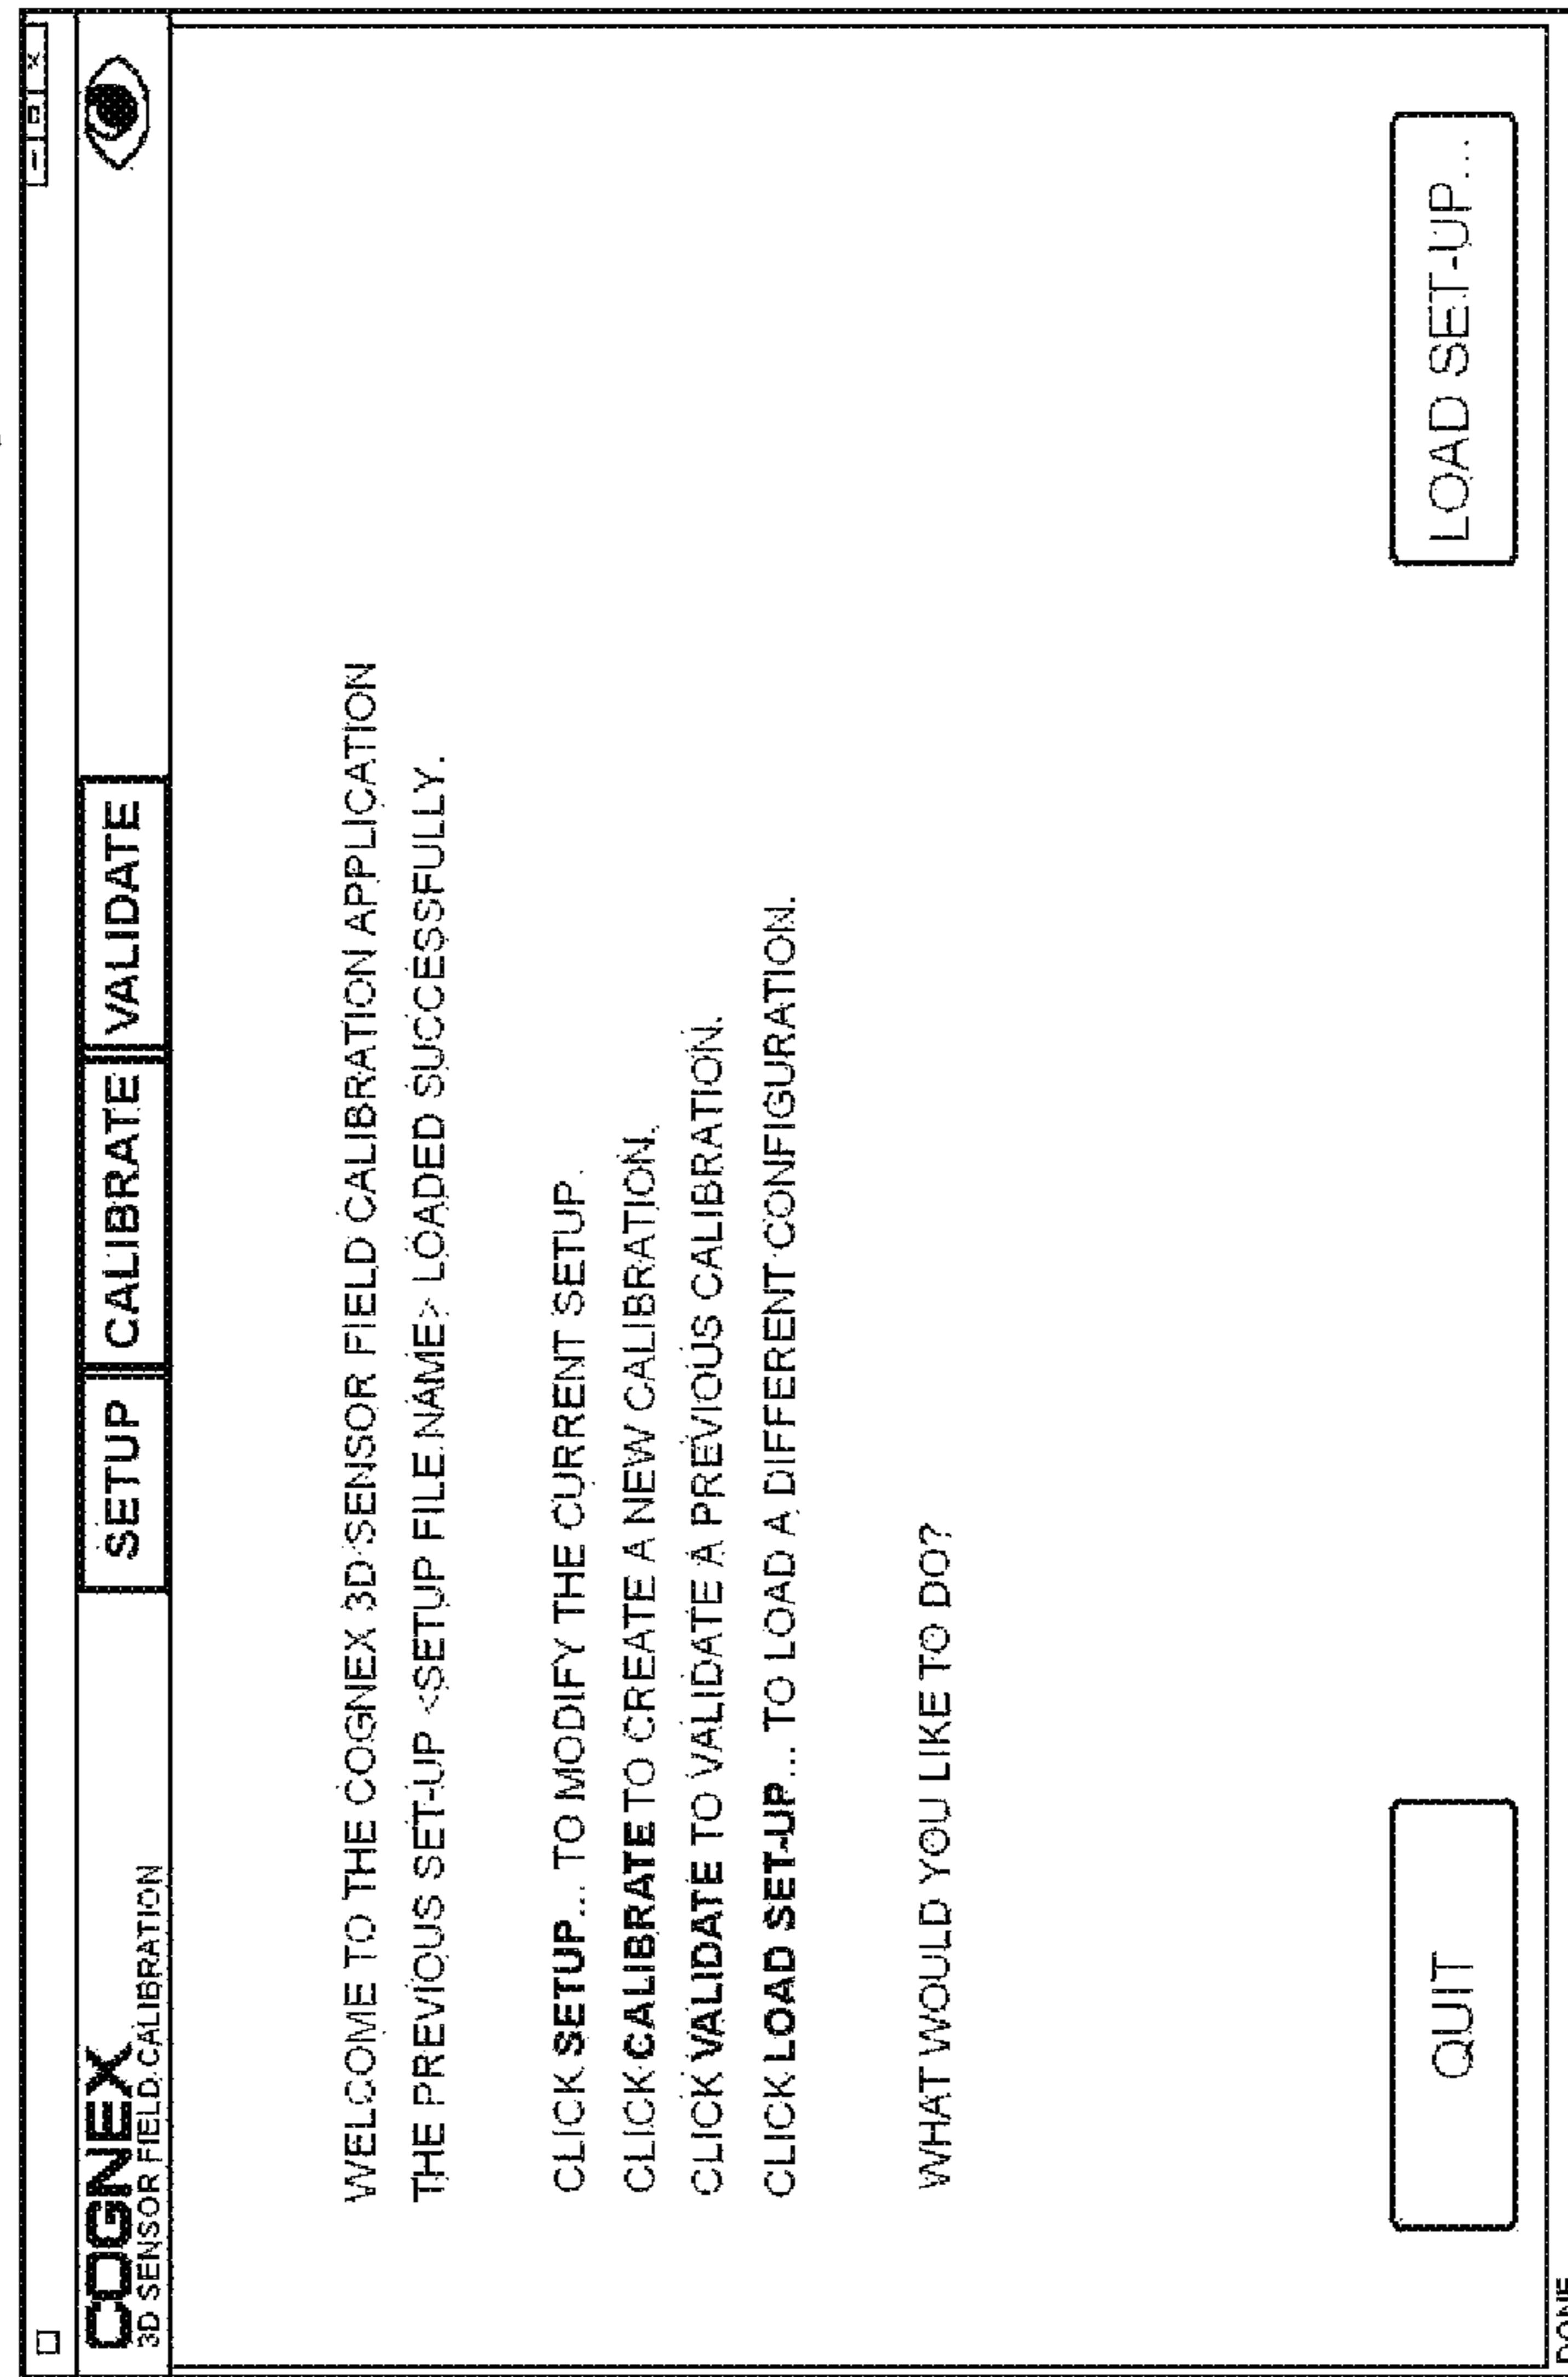 COGNEX
3D SENSOR FIELD CALIBRATION
SETUP CALIBRATE VALIDATE
WELCOME TO THE COGNEX 3D SENSOR FIELD CALIBRATION APPLICATION
THE PREVIOUS SET-UP <SETUP FILE NAME> LOADED SUCCESSFULLY.
CLICK SETUP... TO MODIFY THE CURRENT SETUP.
CLICK CALIBRATE TO CREATE A NEW CALIBRATION.
CLICK VALIDATE TO VALIDATE A PREVIOUS CALIBRATION.
CLICK LOAD SET-UP... TO LOAD A DIFFERENT CONFIGURATION.
WHAT WOULD YOU LIKE TO DO?
QUIT LOAD SET-UP...
DONE